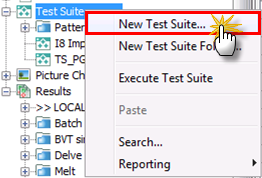 Test Suite
New Test Suite...
Patter
I8 Imp
New Test Suite Fo
TS_PG
Execute Test Suite
Picture Ch
Results
Paste
>> LOCAL
Batch
Search...
BVT sir
Delve
Reporting
Melt